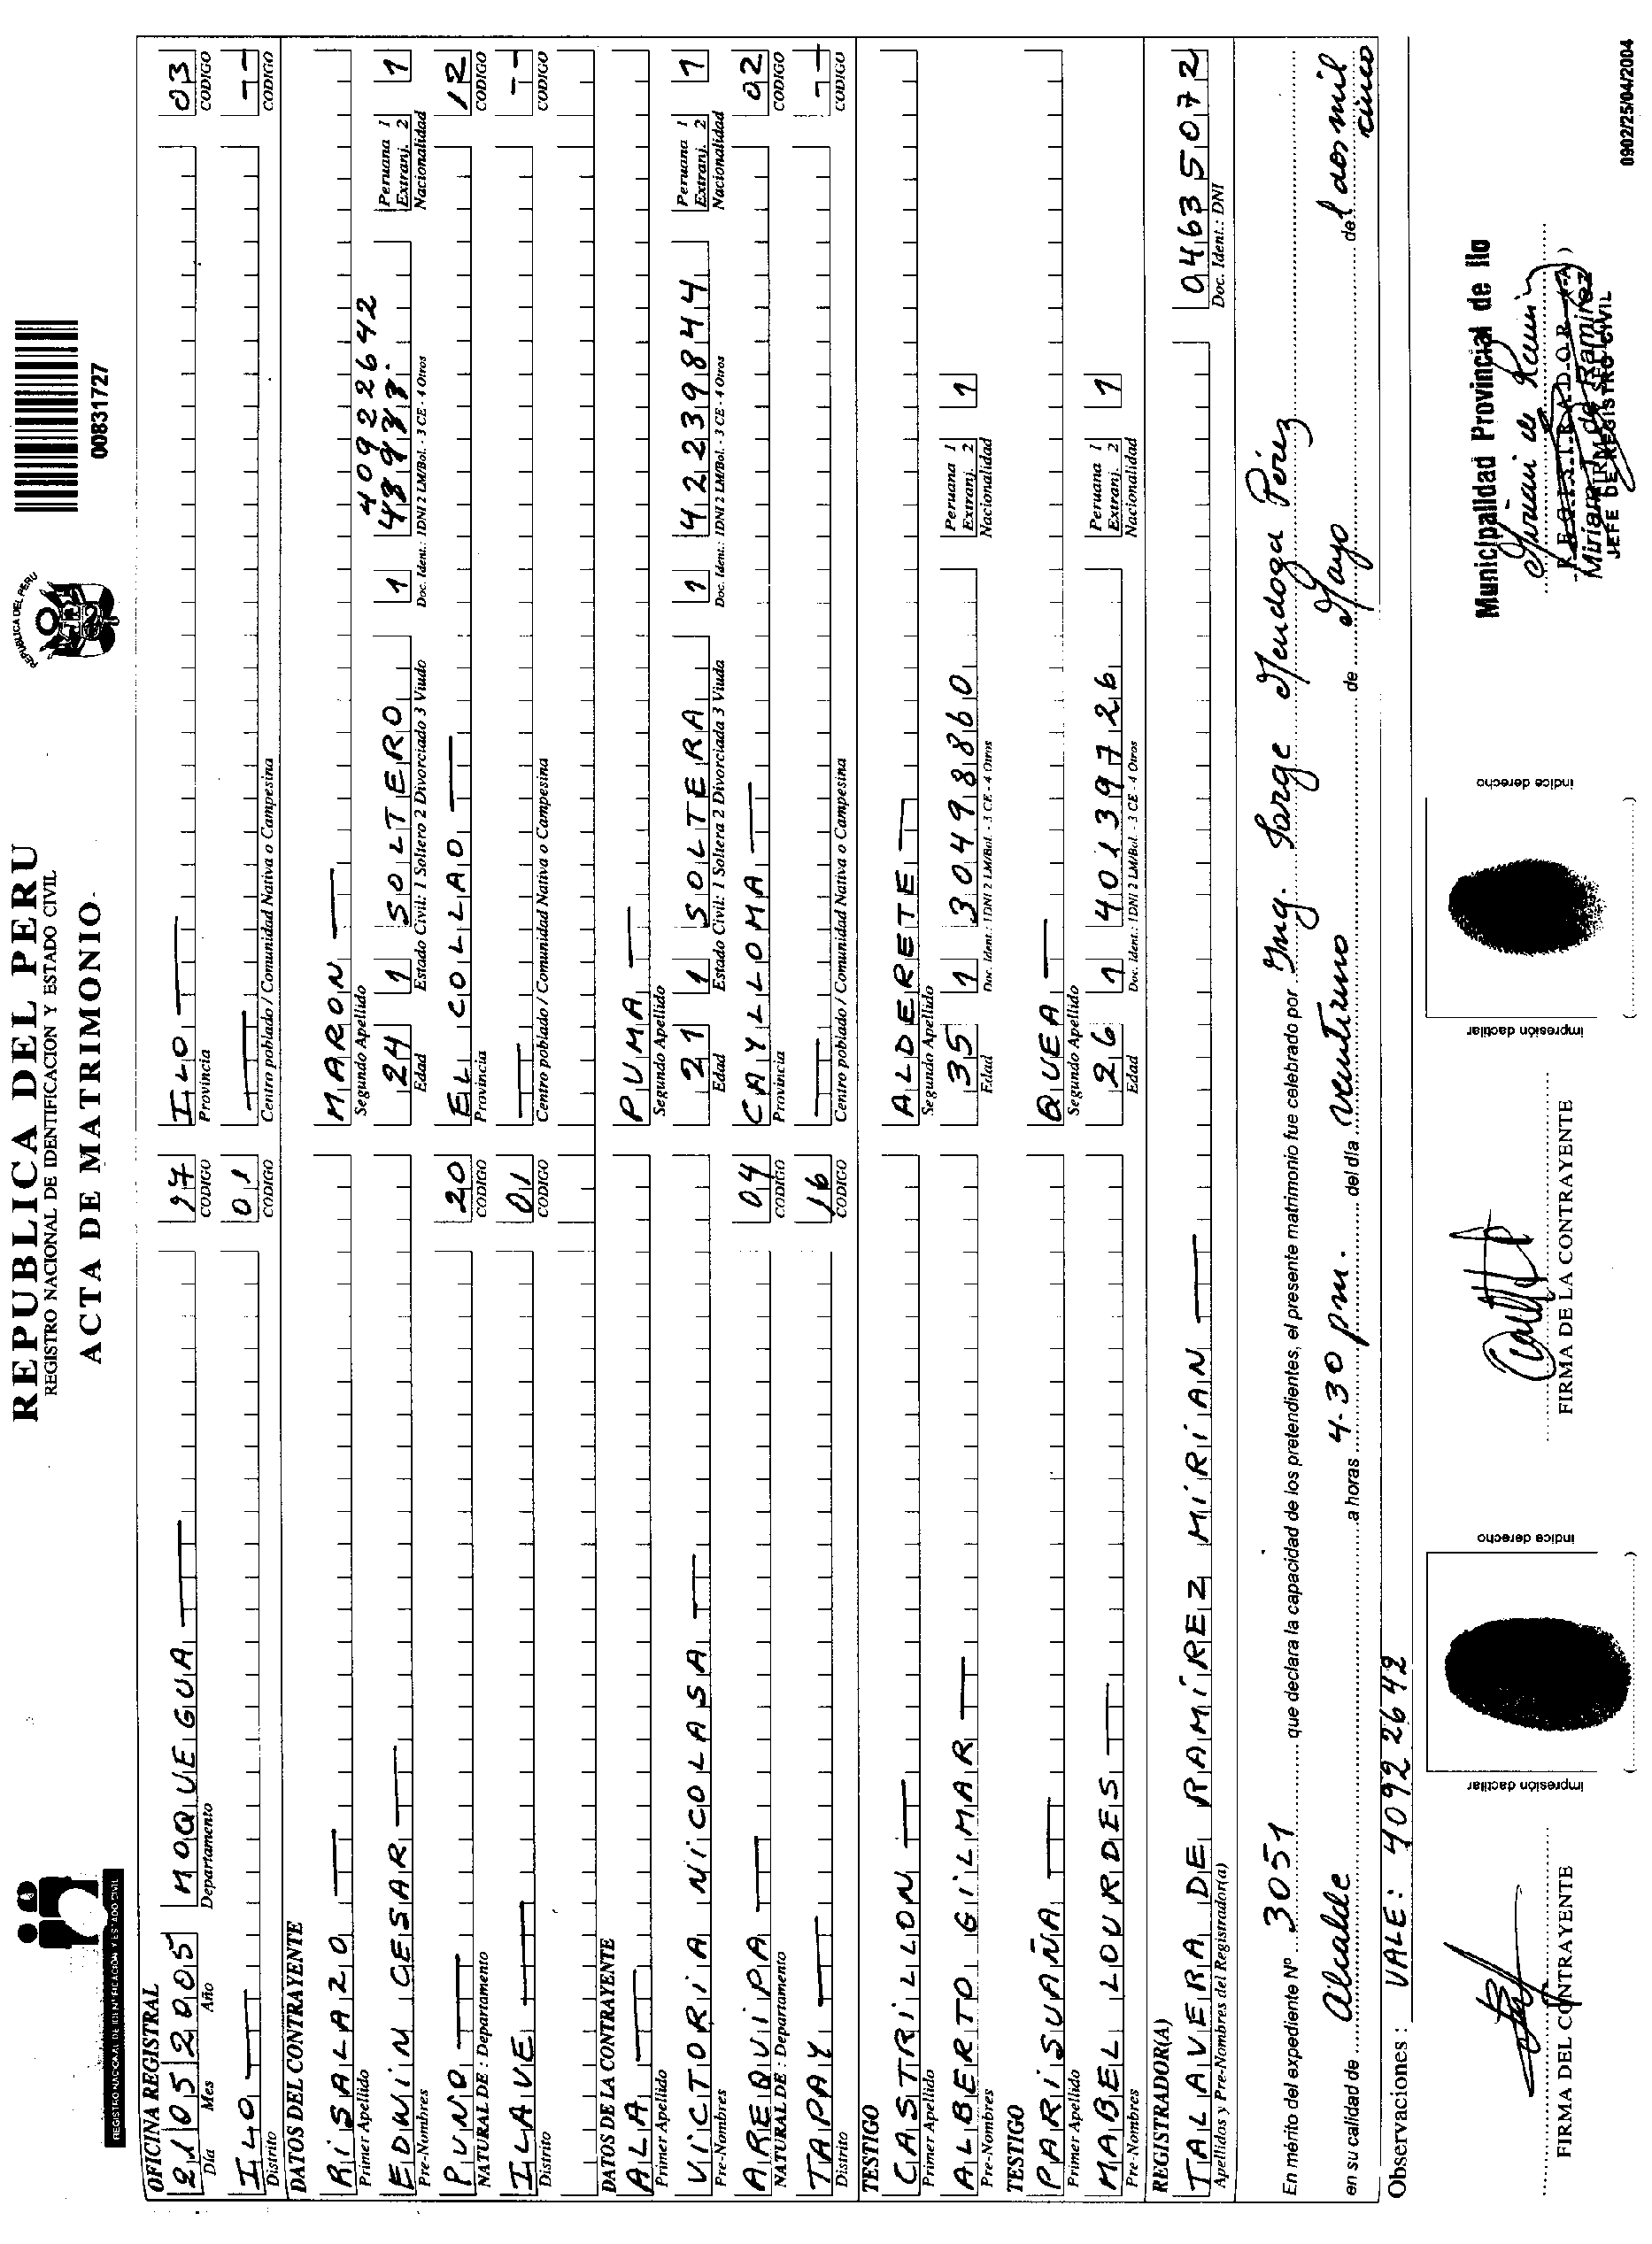 REPUBLICA DEL PERU
REGISTRO NACIONAL DE IDENTIFICACION Y ESTADO CIVIL
ACTA DE MATRIMONIO
REGISTRO NACIONAL DE IDENTIFICACION Y ESTADO CIVIL
REPUBLICA DEL PERU
00831727
OFICINA REGISTRAL
21 05 2005 MOQUEGUA 17 ILO 03
Día Mes Año Departamento CODIGO Provincia CODIGO
ILO 01
Distrito CODIGO Centro poblado / Comunidad Nativa o Campesina CODIGO
DATOS DEL CONTRAYENTE
RISALAZO MARON
Primer Apellido Segundo Apellido
40922642
EDWIN CESAR 24 1 SOLTERO 1 1
Pre-Nombres Edad Estado Civil: 1 Soltero 2 Divorciado 3 Viudo Doc. Ident.: 1DNI 2 LM/Bol. - 3 CE - 4 Otros Peruana 1 Extranj. 2 Nacionalidad
PUNO 20 EL COLLAO 12
NATURAL DE : Departamento CODIGO Provincia CODIGO
ILAVE 01
Distrito CODIGO Centro poblado / Comunidad Nativa o Campesina CODIGO
DATOS DE LA CONTRAYENTE
ALA PUMA
Primer Apellido Segundo Apellido
VICTORIA NICOLASA 21 1 SOLTERA 1 42239844 1
Pre-Nombres Edad Estado Civil: 1 Soltera 2 Divorciada 3 Viuda Doc. Ident.: 1DNI 2 LM/Bol. - 3 CE - 4 Otros Peruana 1 Extranj. 2 Nacionalidad
AREQUIPA 04 CAYLLOMA 02
NATURAL DE : Departamento CODIGO Provincia CODIGO
TAPAY 16
Distrito CODIGO Centro poblado / Comunidad Nativa o Campesina CODIGO
TESTIGO
CASTRILLON ALDERETE
Primer Apellido Segundo Apellido
ALBERTO GILMAR 35 1 30498860 1
Pre-Nombres Edad Doc. Ident.: 1DNI 2 LM/Bol. - 3 CE - 4 Otros Peruana 1 Extranj. 2 Nacionalidad
TESTIGO
PARISUAÑA QUEA
Primer Apellido Segundo Apellido
MABEL LOURDES 26 1 40139726 1
Pre-Nombres Edad Doc. Ident.: 1DNI 2 LM/Bol. - 3 CE - 4 Otros Peruana 1 Extranj. 2 Nacionalidad
REGISTRADOR(A)
TALAVERA DE RAMIREZ MIRIAN 04635072
Apellidos y Pre-Nombres del Registrador(a) Doc. Ident.: DNI
En mérito del expediente Nº 3051 que declara la capacidad de los pretendientes, el presente matrimonio fue celebrado por Ing. Jorge Mendoza Pérez
en su calidad de Alcalde a horas 4-30 pm. del día veintiuno de Mayo del dos mil cinco
Observaciones : VALE : 40922642
impresión dactilar índice derecho impresión dactilar índice derecho
FIRMA DEL CONTRAYENTE FIRMA DE LA CONTRAYENTE
Municipalidad Provincial de Ilo
REGISTRADOR
Miriam T. de Ramirez
JEFE DE REGISTRO CIVIL
0902/25/04/2004